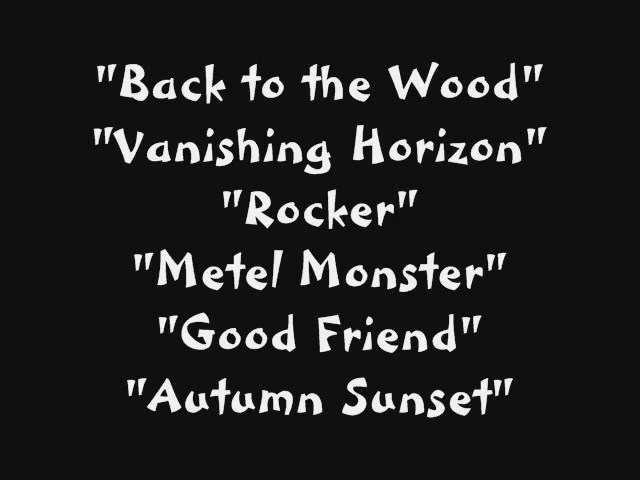 "Back to the Wood"
"Vanishing Horizon"
"Rocker"
"Metel Monster"
"Good Friend"
"Autumn Sunset"